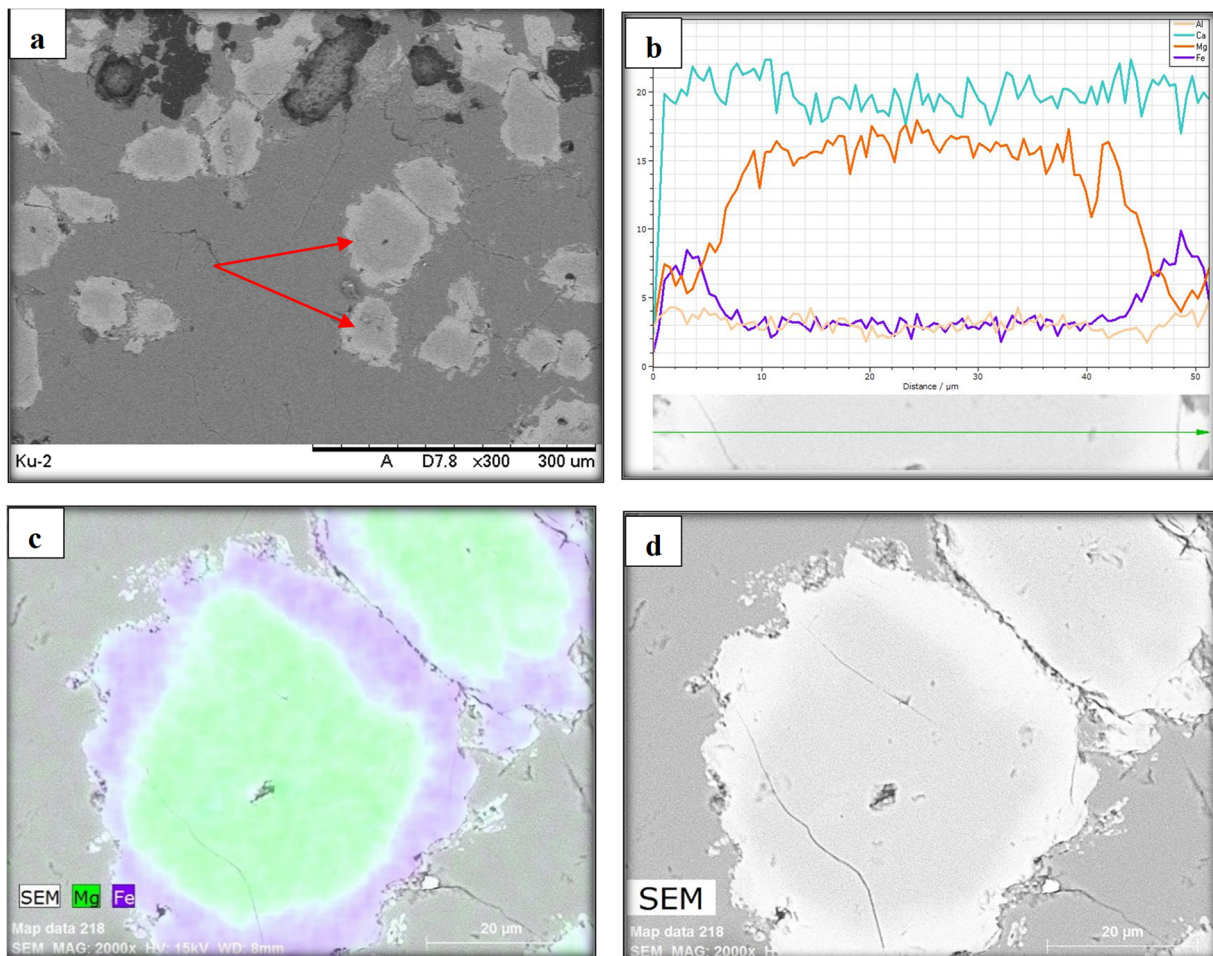 a
Ku-2 A D7.8 x300 300 um
b
Al
Ca
Mg
Fe
20
15
10
5
0
0 10 20 30 40 50
Distance / µm
c
SEM Mg Fe
Map data 218
SEM MAG: 2000x HV: 15kV WD: 8mm
20 µm
d
SEM
Map data 218
SEM MAG: 2000x H
20 µm